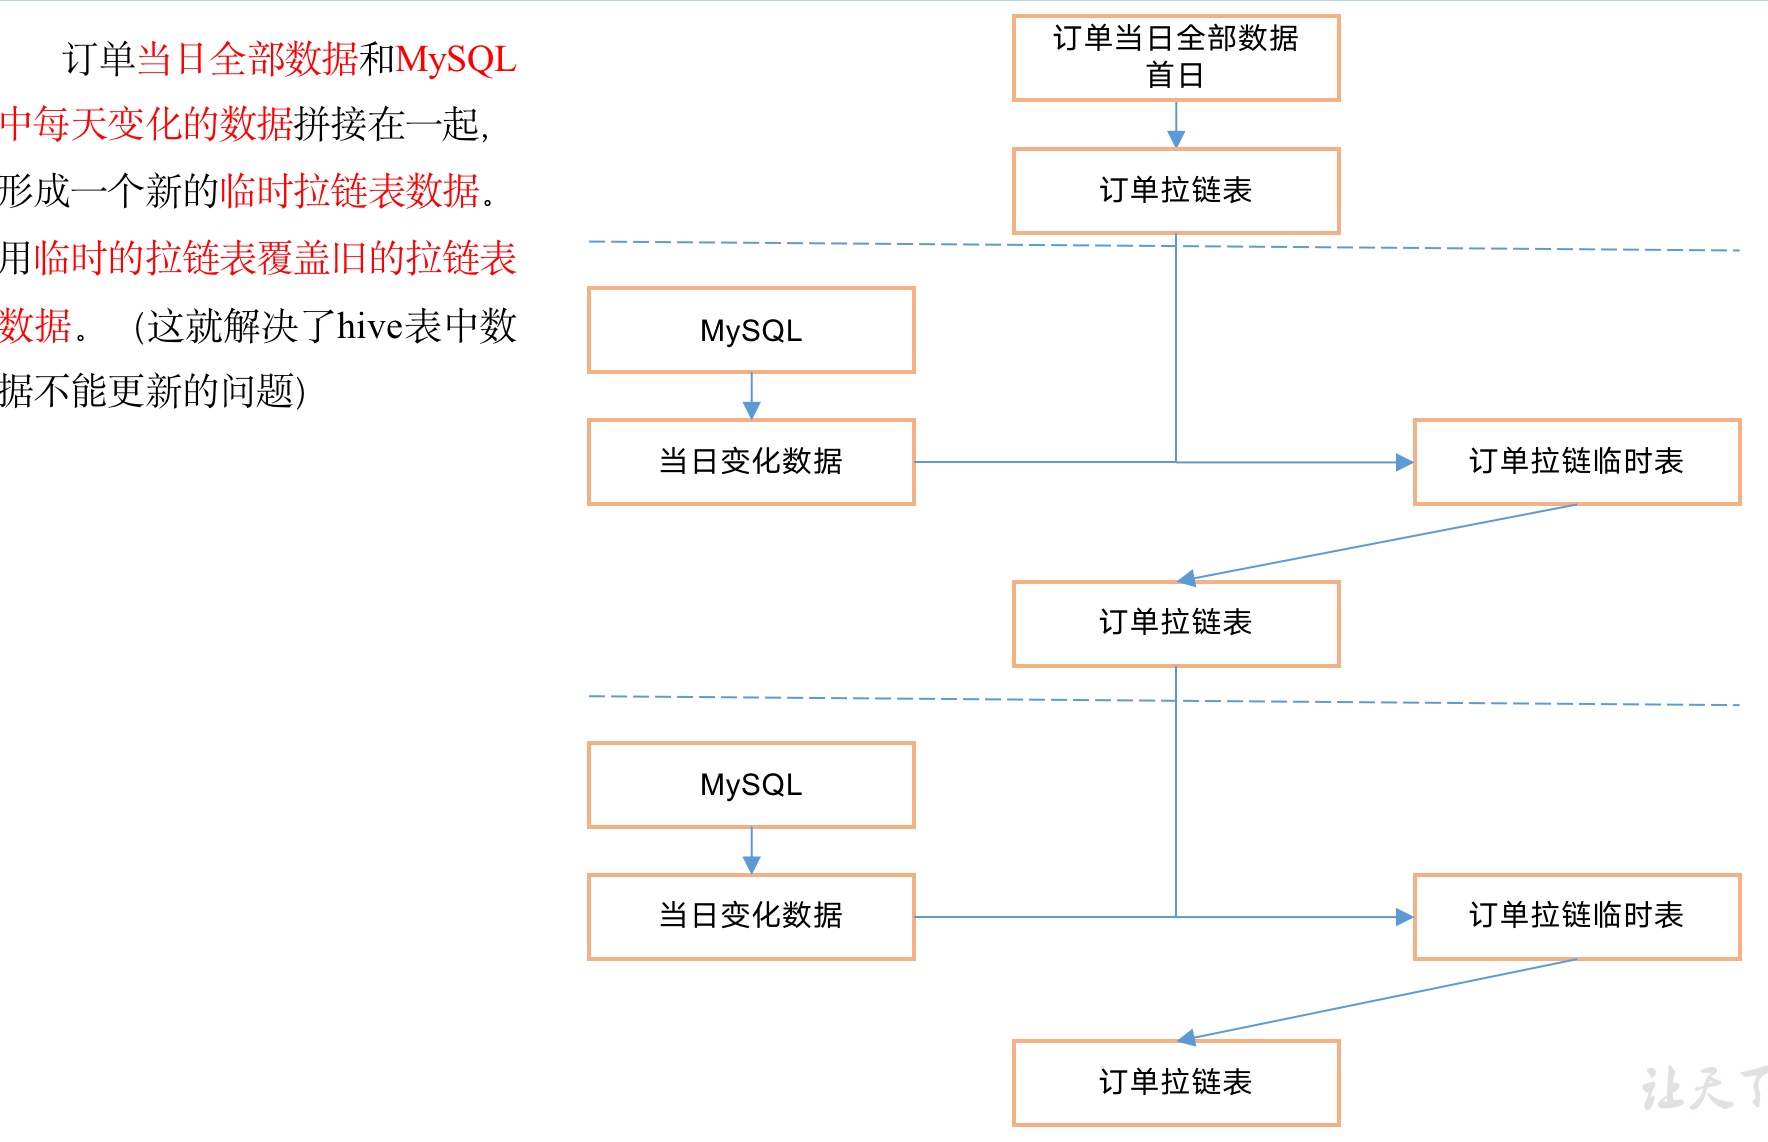 订单当日全部数据和MySQL
中每天变化的数据拼接在一起，
形成一个新的临时拉链表数据。
用临时的拉链表覆盖旧的拉链表
数据。（这就解决了hive表中数
据不能更新的问题）
订单当日全部数据
首日
订单拉链表
MySQL
当日变化数据
订单拉链临时表
订单拉链表
MySQL
当日变化数据
订单拉链临时表
订单拉链表
让天了